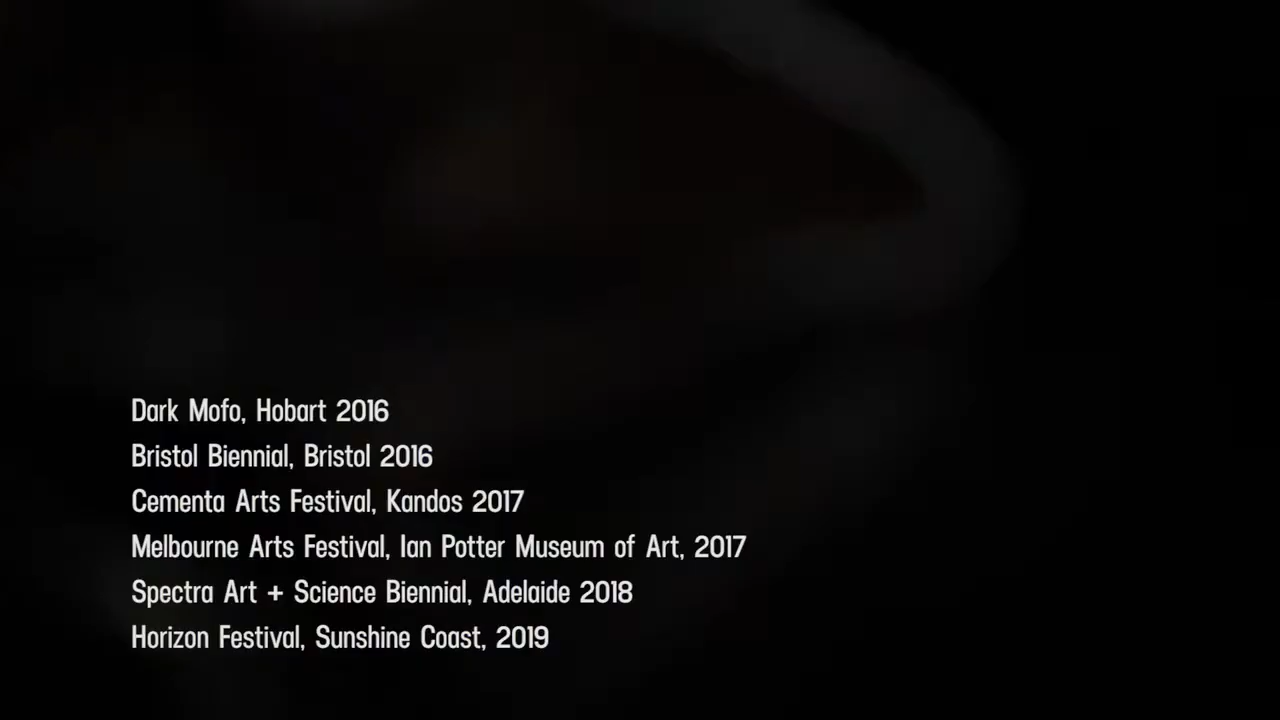 Dark Mofo, Hobart 2016
Bristol Biennial, Bristol 2016
Cementa Arts Festival, Kandos 2017
Melbourne Arts Festival, Ian Potter Museum of Art, 2017
Spectra Art + Science Biennial, Adelaide 2018
Horizon Festival, Sunshine Coast, 2019